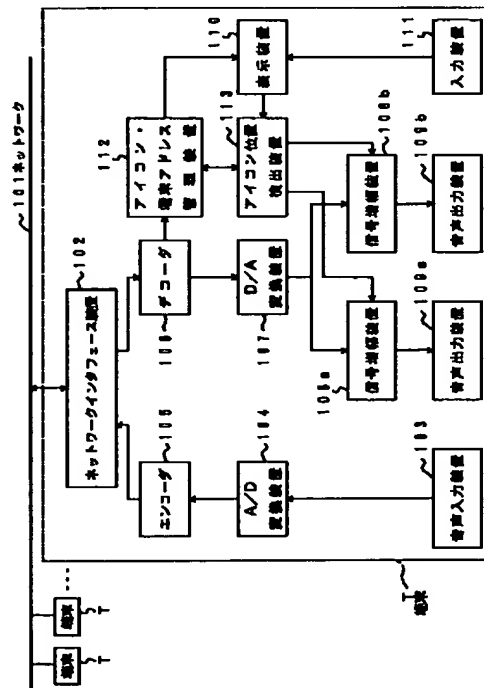 101ネットワーク
端末
T
端末
T
...
102
ネットワークインタフェース装置
105
エンコーダ
106
デコーダ
112
アイコン・
端末アドレス
管理装置
110
表示装置
104
A/D
変換装置
107
D/A
変換装置
113
アイコン位置
検出装置
108a
信号増幅装置
108b
信号増幅装置
103
音声入力装置
109a
音声出力装置
109b
音声出力装置
111
入力装置
T
端末